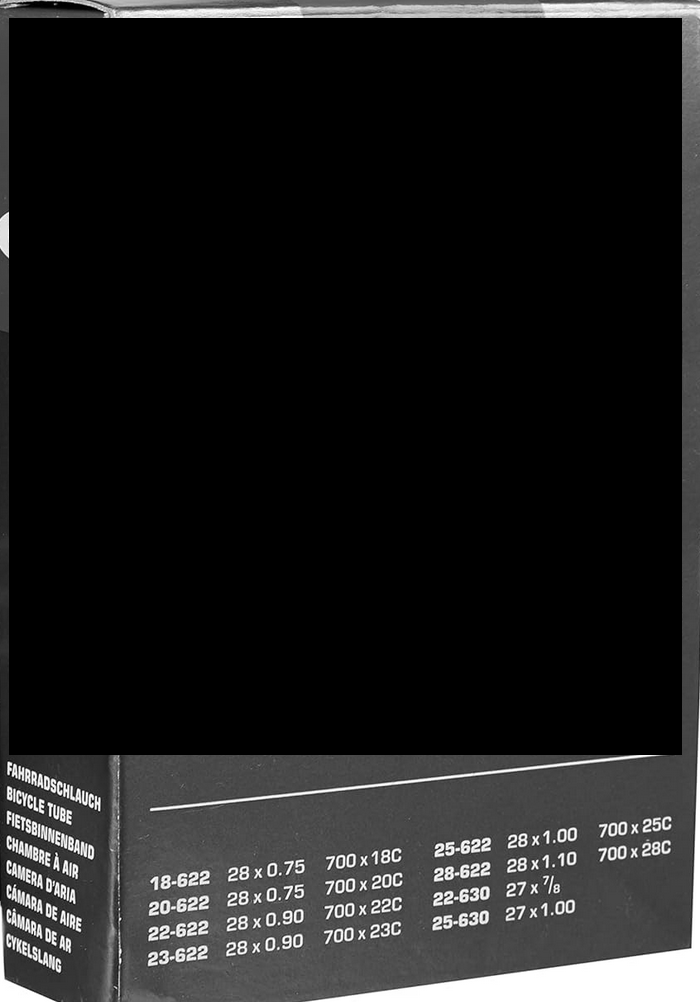 FAHRRADSCHLAUCH
BICYCLE TUBE
FIETSBINNENBAND
CHAMBRE À AIR
CAMERA D'ARIA
CÁMARA DE AIRE
CÂMARA DE AR
CYKELSLANG
18-622 28 x 0.75 700 x 18C
20-622 28 x 0.75 700 x 20C
22-622 28 x 0.90 700 x 22C
23-622 28 x 0.90 700 x 23C
25-622 28 x 1.00 700 x 25C
28-622 28 x 1.10 700 x 28C
22-630 27 x 7/8
25-630 27 x 1.00